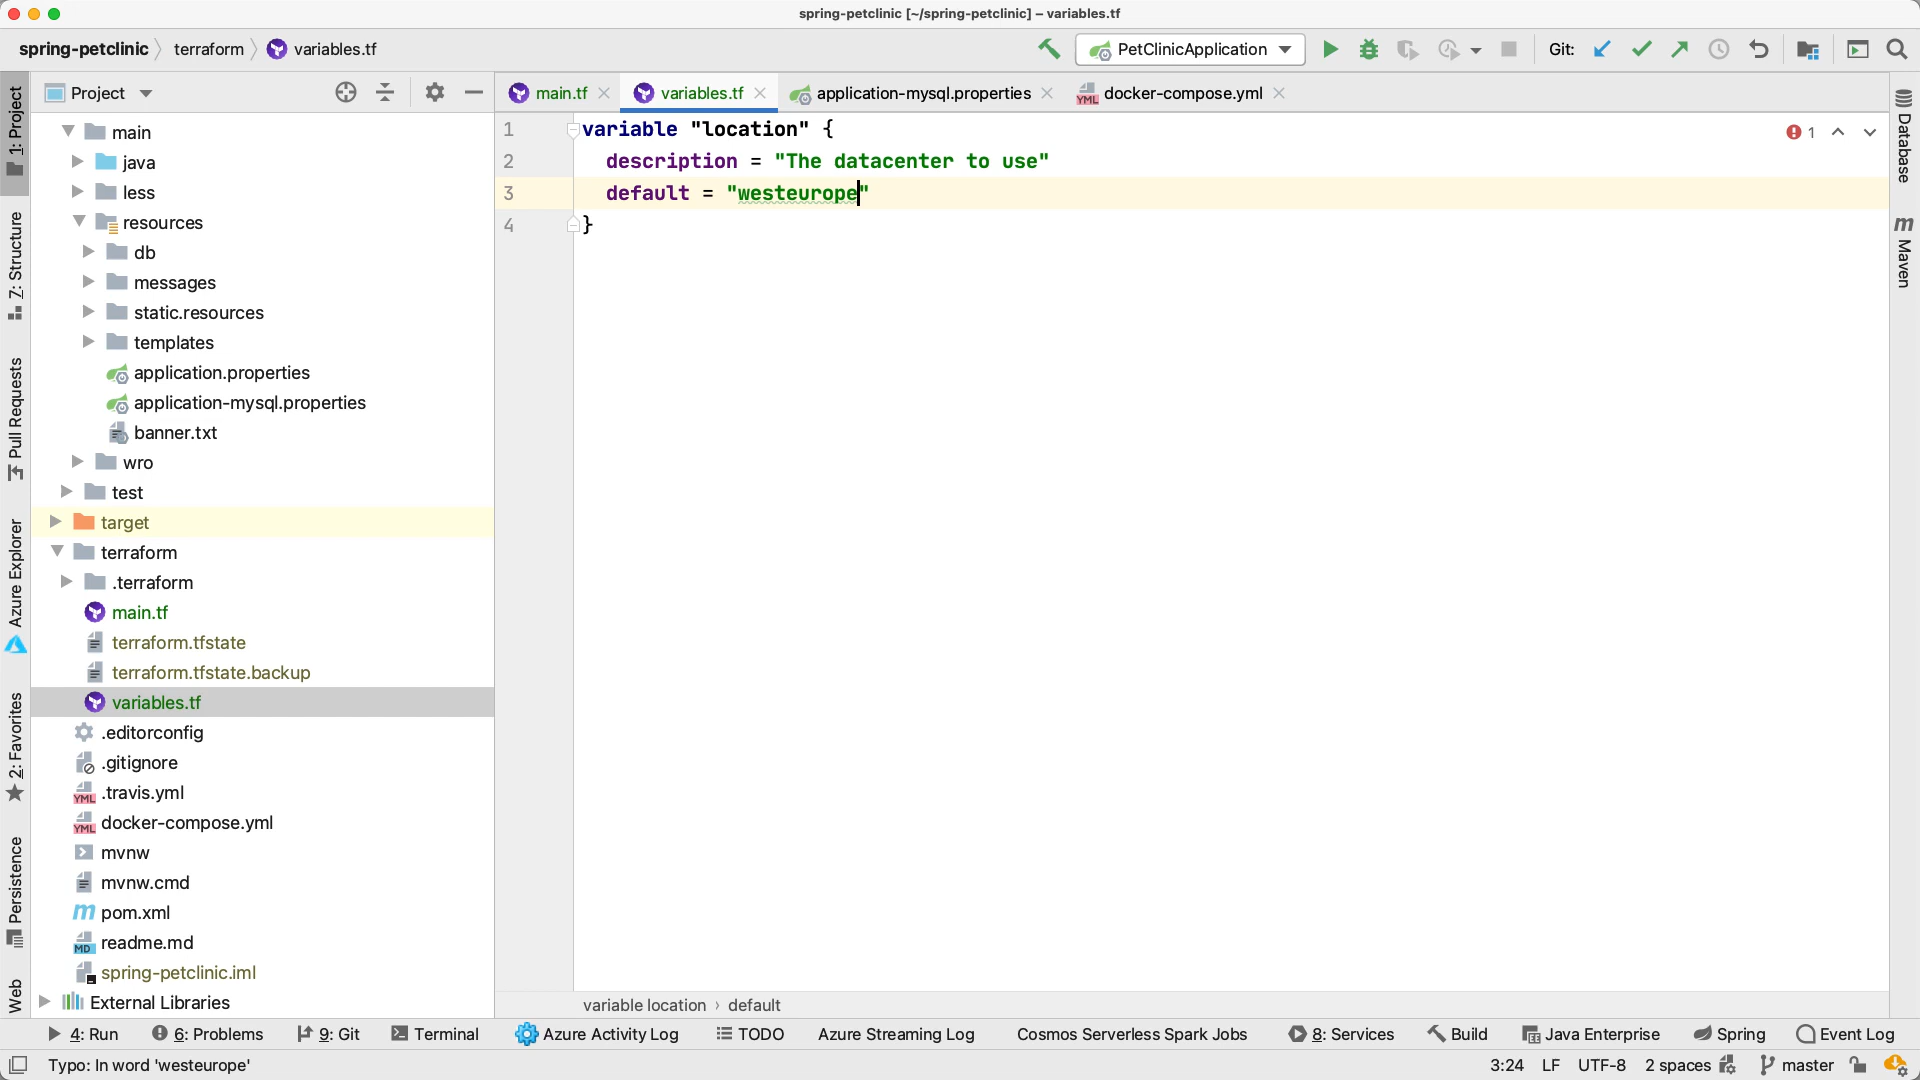 spring-petclinic [~/spring-petclinic] – variables.tf
spring-petclinic terraform variables.tf PetClinicApplication Git:
1: Project
Z: Structure
Pull Requests
Azure Explorer
2: Favorites
Persistence
Web
Project
main
java
less
resources
db
messages
static.resources
templates
application.properties
application-mysql.properties
banner.txt
wro
test
target
terraform
.terraform
main.tf
terraform.tfstate
terraform.tfstate.backup
variables.tf
.editorconfig
.gitignore
YML .travis.yml
YML docker-compose.yml
mvnw
mvnw.cmd
m pom.xml
MD readme.md
spring-petclinic.iml
External Libraries
main.tf variables.tf application-mysql.properties YML docker-compose.yml
1 variable "location" {
2 description = "The datacenter to use"
3 default = "westeurope"
4 }
1
Database
m Maven
variable location › default
4: Run 6: Problems 9: Git Terminal Azure Activity Log TODO Azure Streaming Log Cosmos Serverless Spark Jobs 8: Services Build Java Enterprise Spring Event Log
Typo: In word 'westeurope' 3:24 LF UTF-8 2 spaces master